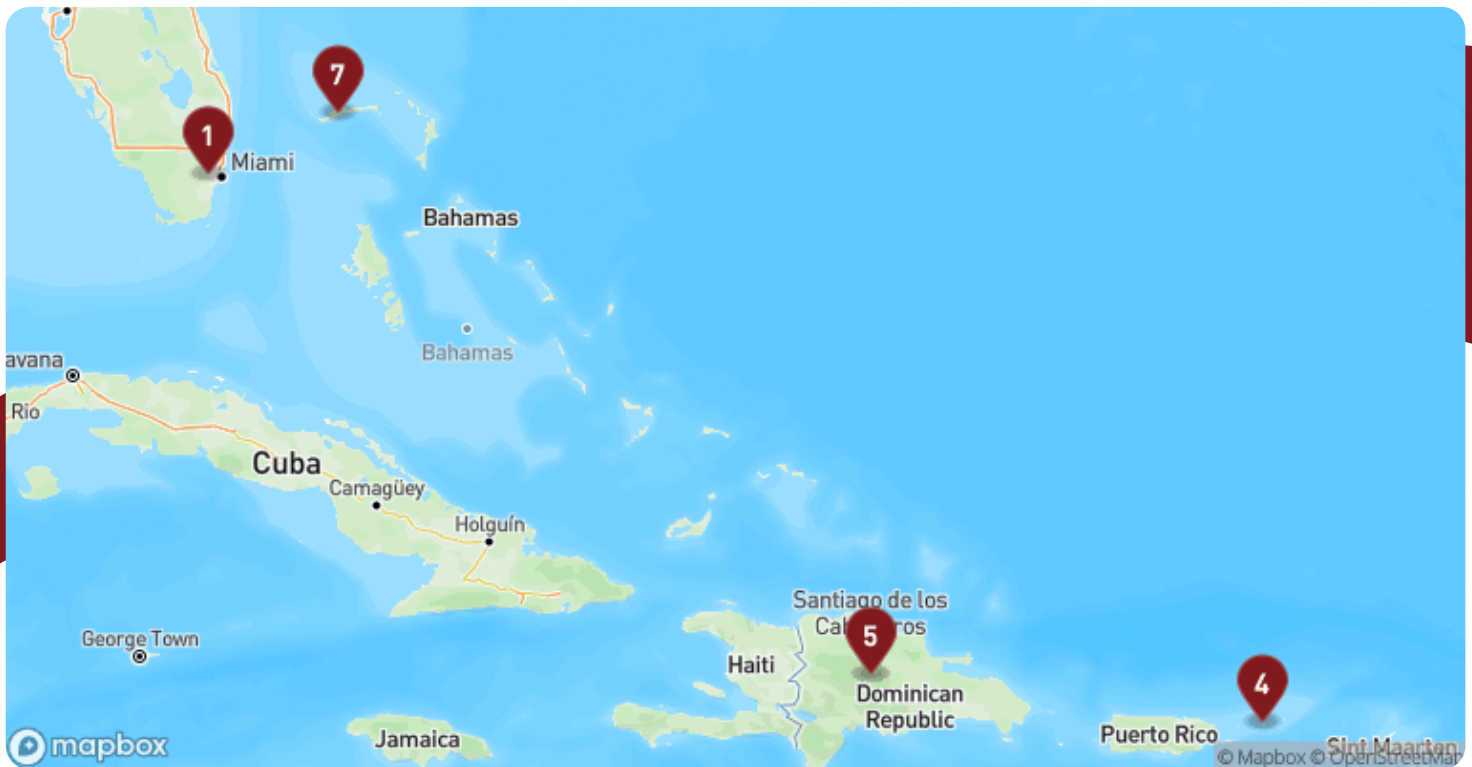 7
1
Miami
Bahamas
avana
Bahamas
Rio
Cuba
Camagüey
Holguín
Santiago de los
5
George Town
Haiti
4
Dominican
Republic
Puerto Rico
Jamaica
mapbox
Sint Maarten
© Mapbox © OpenStreetMap